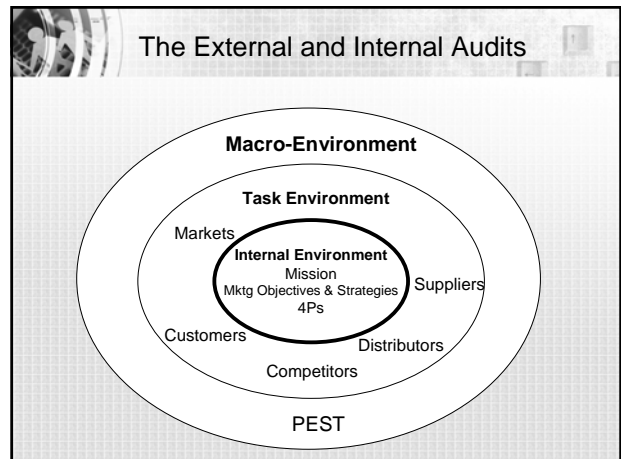 The External and Internal Audits
Macro-Environment
Task Environment
Markets
Internal Environment
Mission
Mktg Objectives & Strategies
4Ps
Suppliers
Customers
Distributors
Competitors
PEST